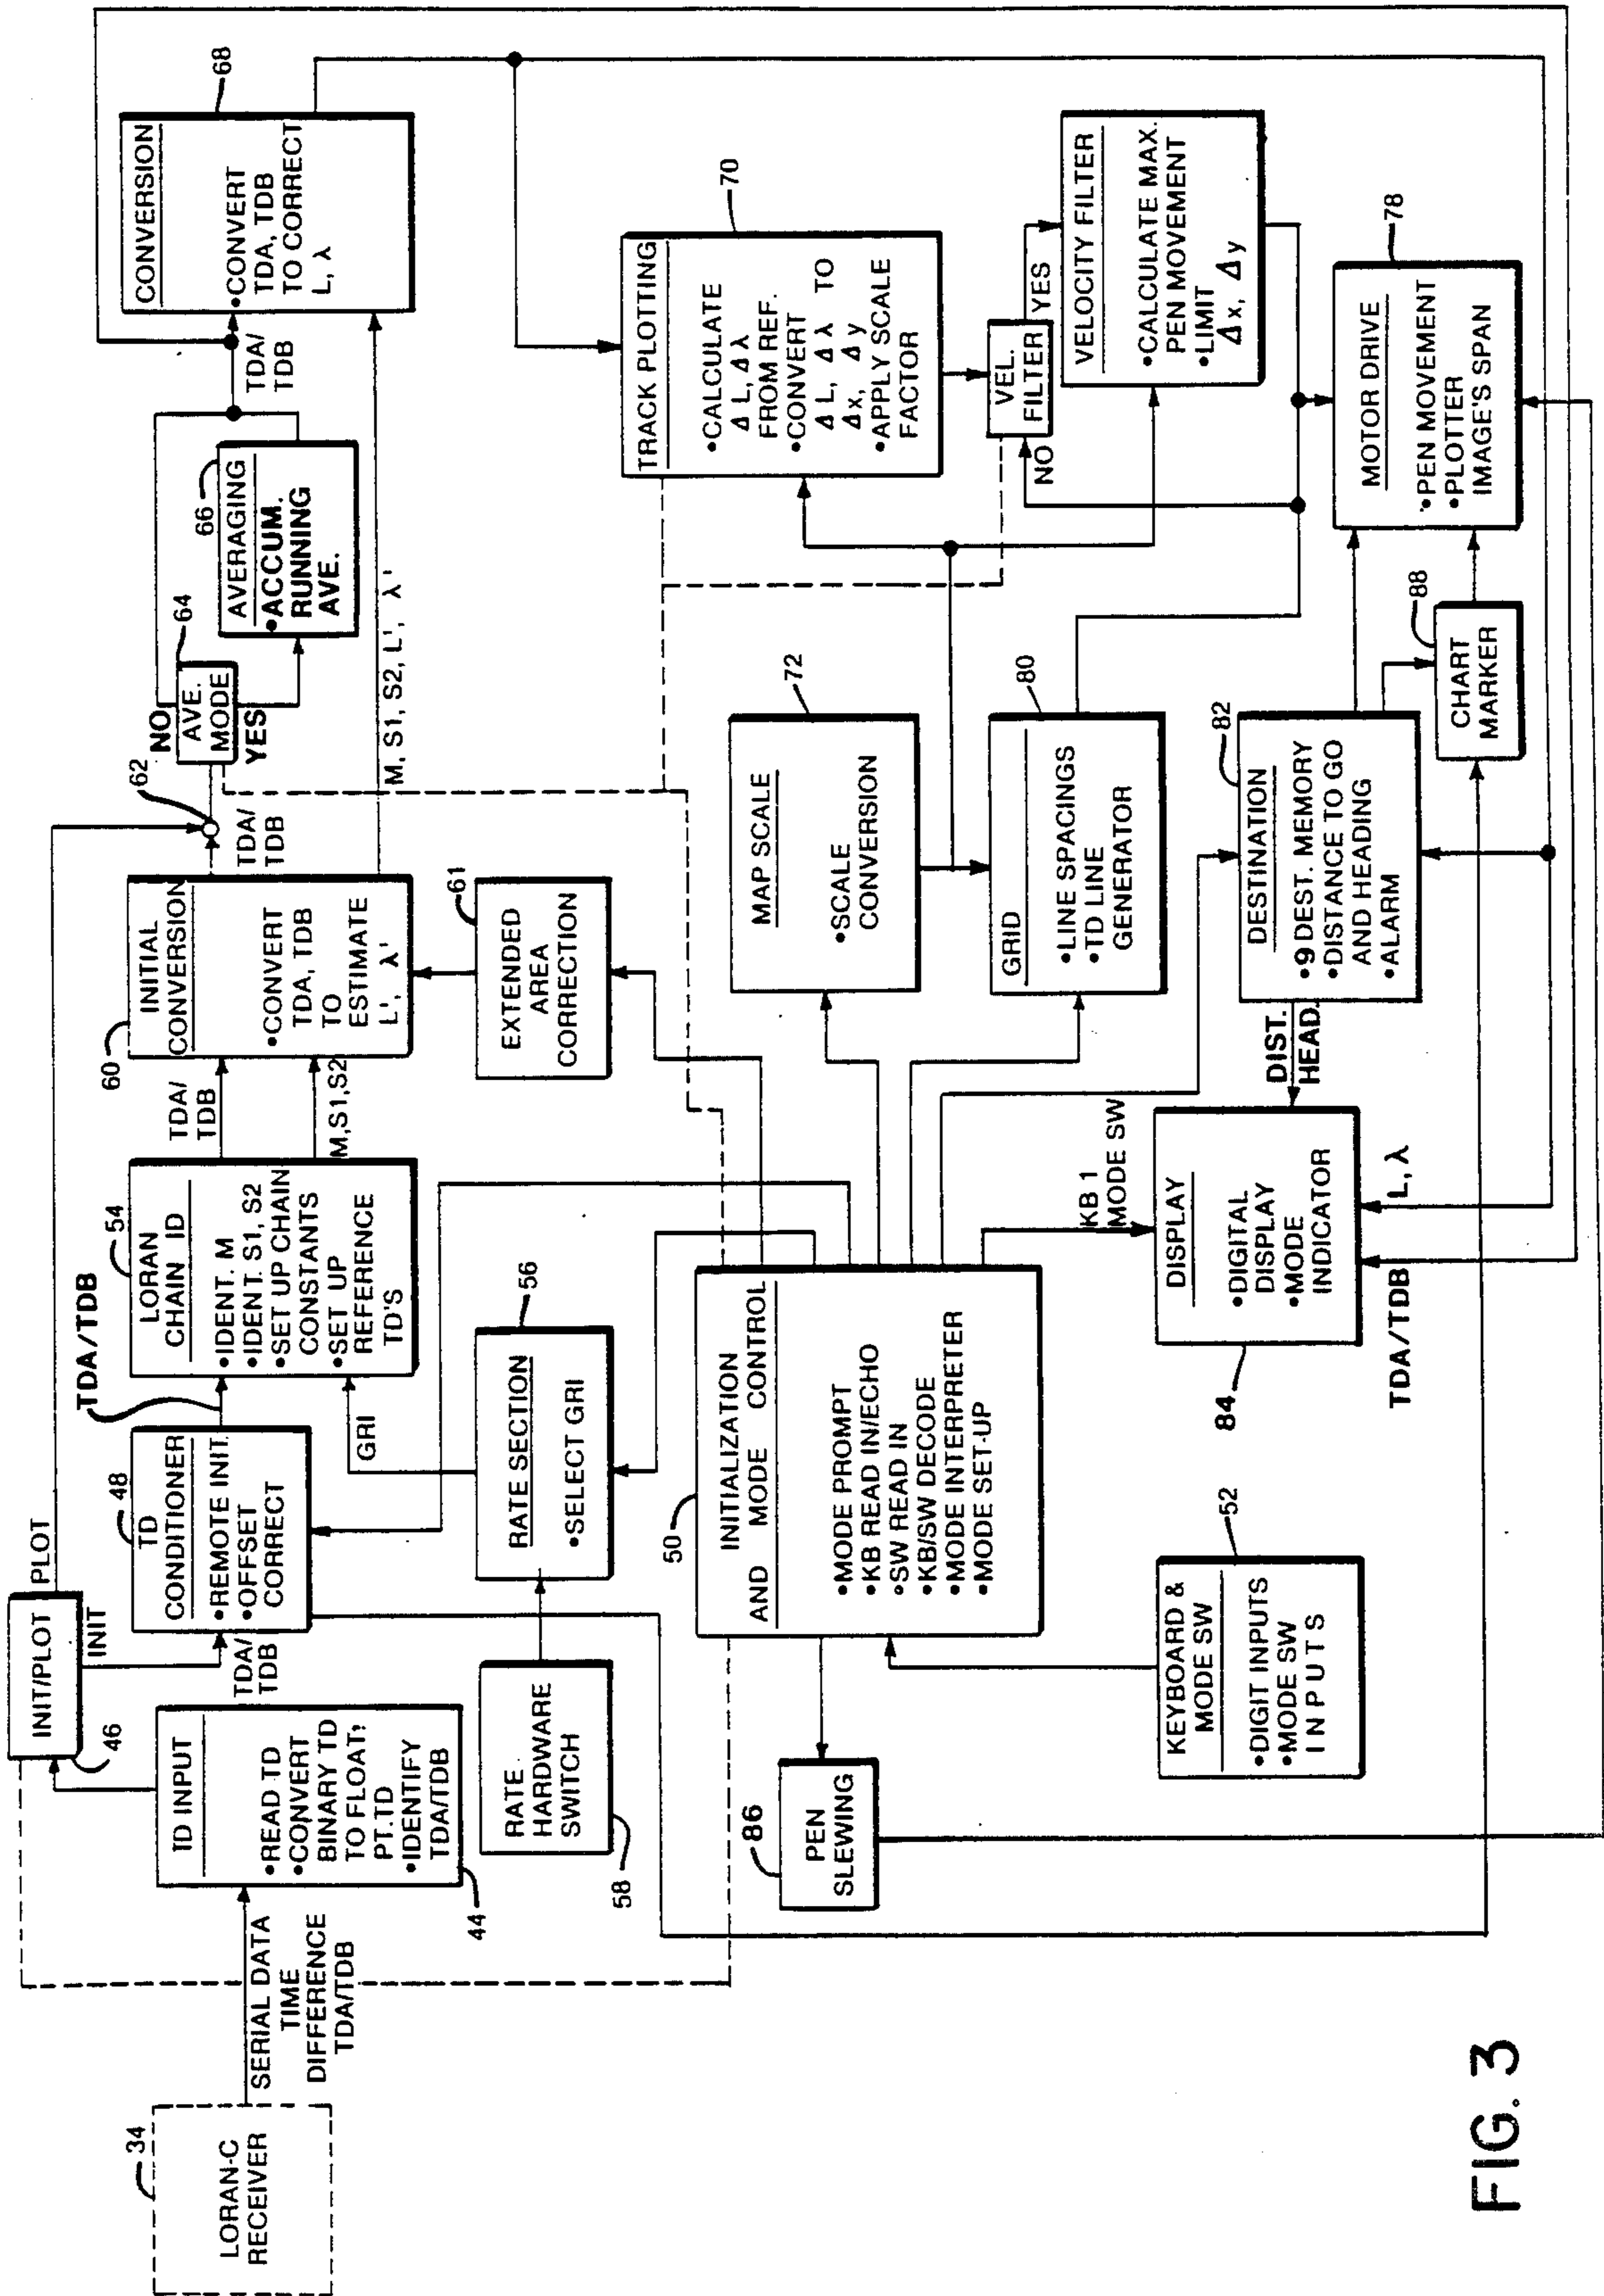 34
LORAN-C
RECEIVER
SERIAL DATA
TIME
DIFFERENCE
TDA/TDB
TD INPUT
•READ TD
•CONVERT
BINARY TD
TO FLOAT;
PT.TD
•IDENTIFY
TDA/TDB
44
INIT/PLOT
46
PLOT
INIT
TDA/
TDB
48
TD
CONDITIONER
•REMOTE INIT.
•OFFSET
CORRECT
TDA/TDB
54
LORAN
CHAIN ID
•IDENT. M
•IDENT. S1, S2
•SET UP CHAIN
CONSTANTS
•SET UP
REFERENCE
TD'S
GRI
TDA/
TDB
M,S1,S2
60
INITIAL
CONVERSION
•CONVERT
TDA, TDB
TO
ESTIMATE
L', λ'
61
EXTENDED
AREA
CORRECTION
62
TDA/
TDB
64
NO
AVE.
MODE
YES
66
AVERAGING
•ACCUM.
RUNNING
AVE.
TDA/
TDB
M, S1, S2, L', λ'
68
CONVERSION
•CONVERT
TDA, TDB
TO CORRECT
L, λ
RATE
HARDWARE
SWITCH
58
56
RATE SECTION
•SELECT GRI
50
INITIALIZATION
AND MODE CONTROL
•MODE PROMPT
•KB READ IN/ECHO
•SW READ IN
•KB/SW DECODE
•MODE INTERPRETER
•MODE SET-UP
86
PEN
SLEWING
52
KEYBOARD &
MODE SW
•DIGIT INPUTS
•MODE SW
INPUTS
72
MAP SCALE
•SCALE
CONVERSION
80
GRID
•LINE SPACINGS
•TD LINE
GENERATOR
70
TRACK PLOTTING
•CALCULATE
Δ L, Δ λ
FROM REF.
•CONVERT
Δ L, Δ λ TO
Δx, Δy
•APPLY SCALE
FACTOR
VEL.
FILTER
YES
NO
VELOCITY FILTER
•CALCULATE MAX.
PEN MOVEMENT
•LIMIT
Δx, Δy
KB 1
MODE SW
DISPLAY
•DIGITAL
DISPLAY
•MODE
INDICATOR
84
TDA/TDB
L, λ
DIST.
HEAD.
82
DESTINATION
•9 DEST. MEMORY
•DISTANCE TO GO
AND HEADING
•ALARM
88
CHART
MARKER
78
MOTOR DRIVE
•PEN MOVEMENT
•PLOTTER
IMAGE'S SPAN
FIG. 3